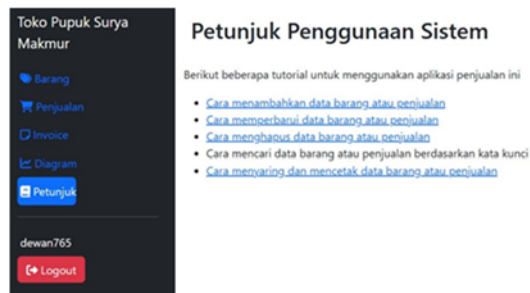 Toko Pupuk Surya
Makmur
Barang
Penjualan
Invoice
Diagram
Petunjuk
dewan765
Logout
Petunjuk Penggunaan Sistem
Berikut beberapa tutorial untuk menggunakan aplikasi penjualan ini
Cara menambahkan data barang atau penjualan
Cara memperbarui data barang atau penjualan
Cara menghapus data barang atau penjualan
Cara mencari data barang atau penjualan berdasarkan kata kunci
Cara menyaring dan mencetak data barang atau penjualan